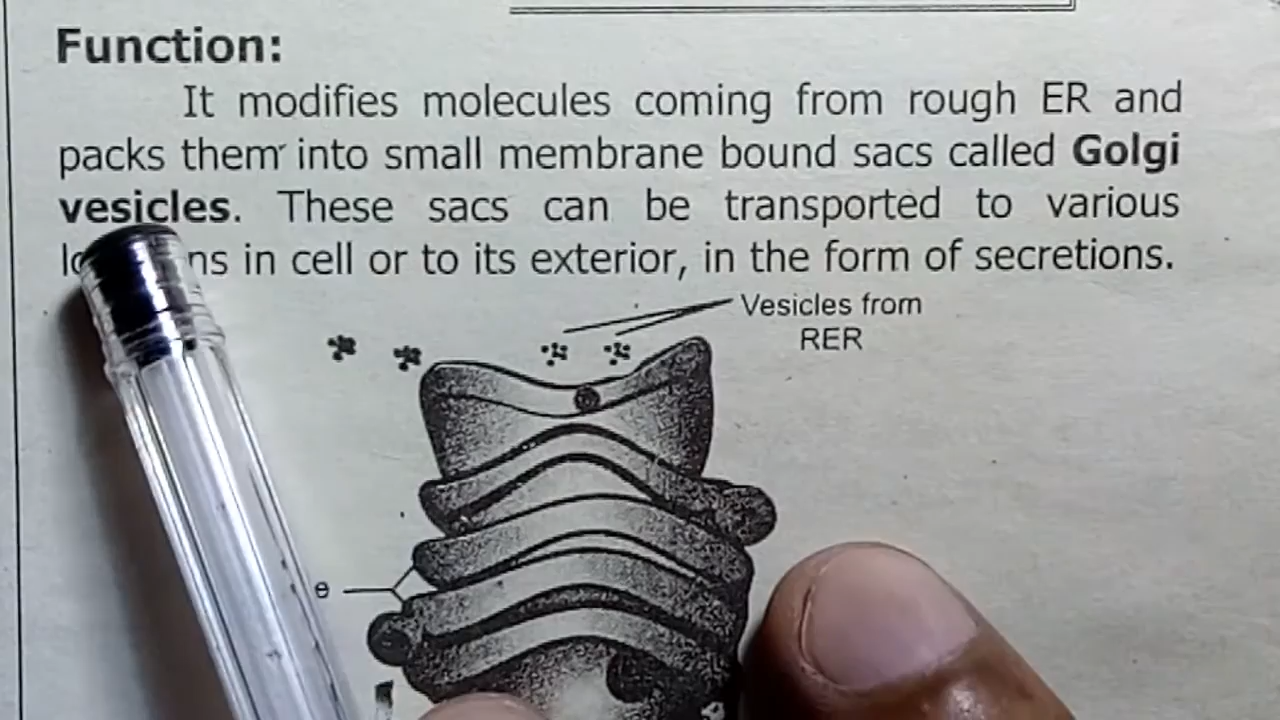 Function:
It modifies molecules coming from rough ER and
packs them into small membrane bound sacs called Golgi
vesicles. These sacs can be transported to various
in cell or to its exterior, in the form of secretions.
Vesicles from
RER